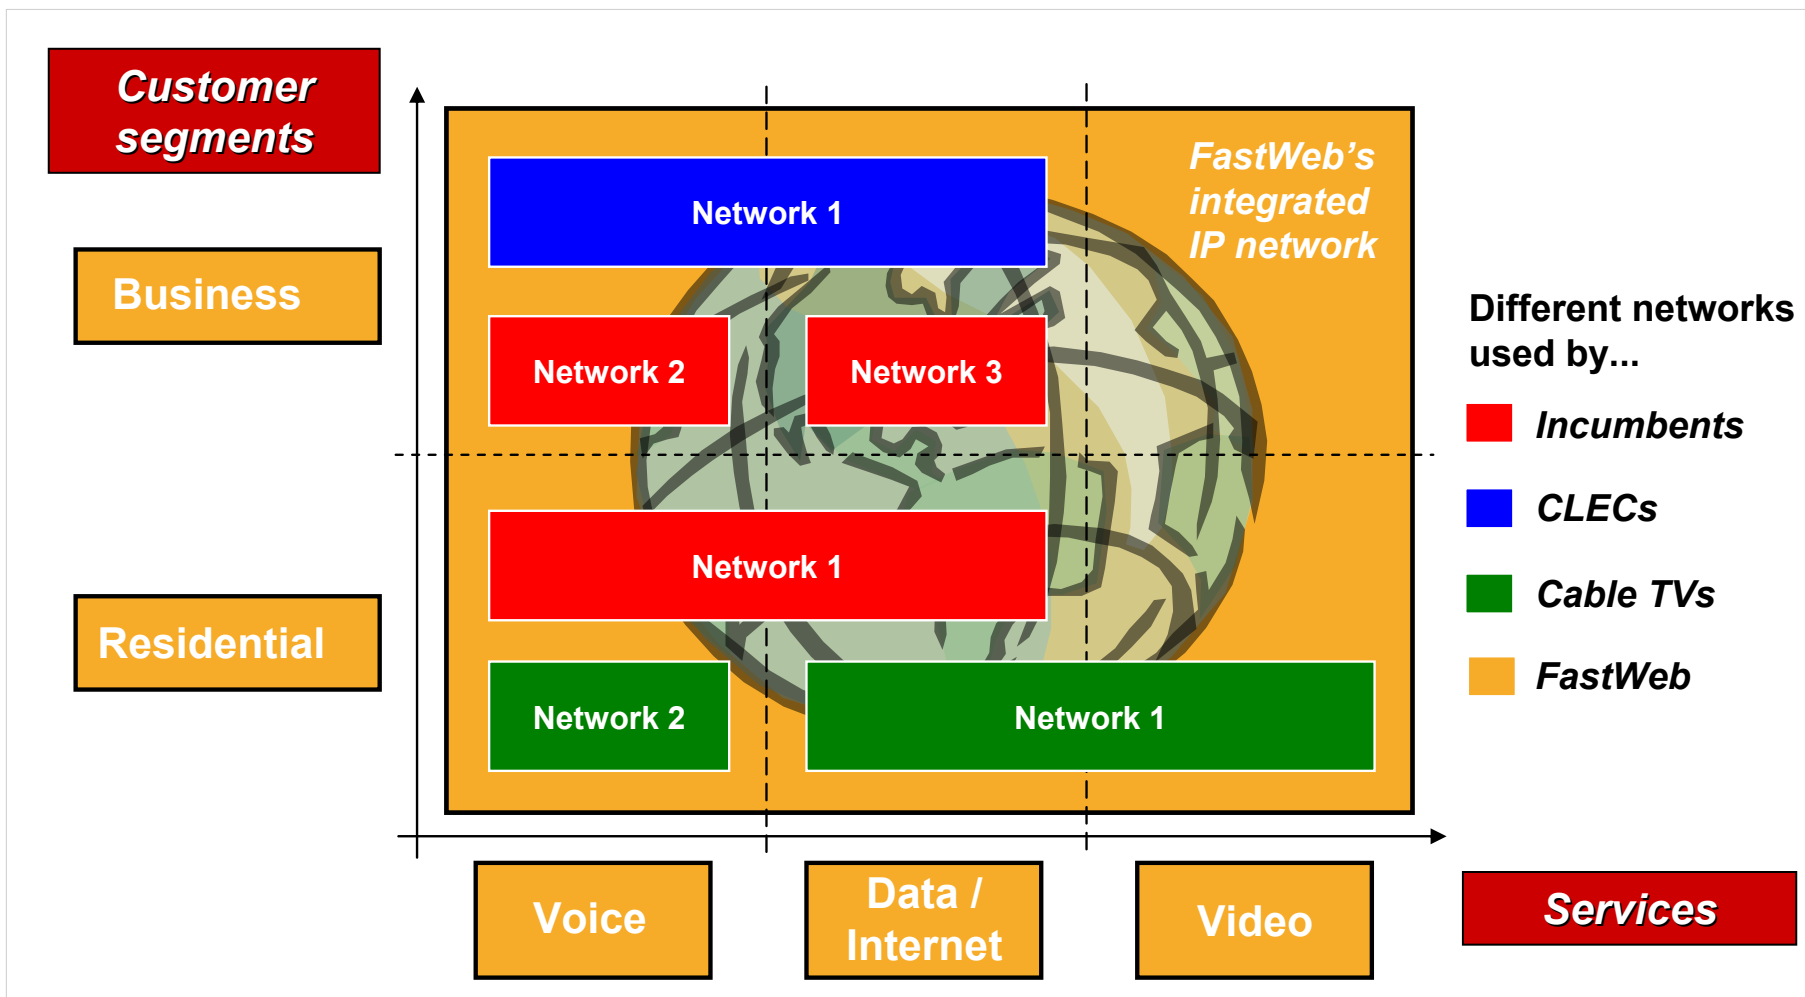 Customer
segments
FastWeb's
integrated
IP network
Network 1
Business
Network 2
Network 3
Different networks
used by...
Incumbents
CLECs
Cable TVs
FastWeb
Network 1
Residential
Network 2
Network 1
Voice
Data /
Internet
Video
Services